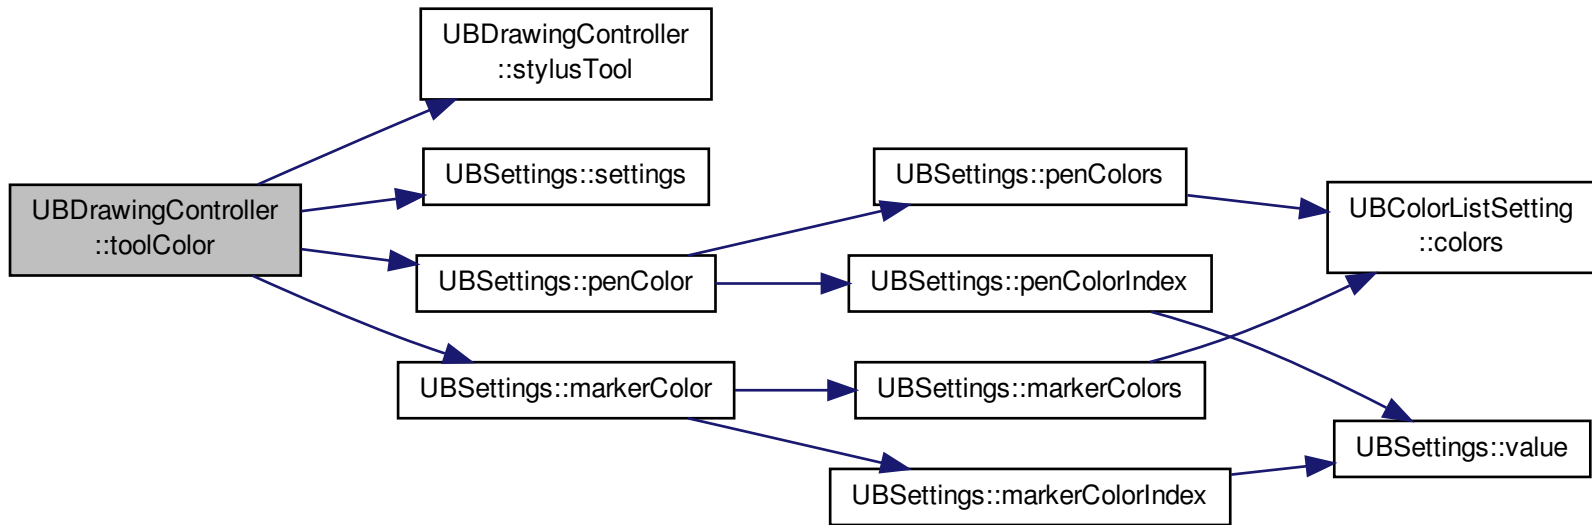 UBDrawingController
::toolColor
UBDrawingController
::stylusTool
UBSettings::settings
UBSettings::penColor
UBSettings::markerColor
UBSettings::penColors
UBSettings::penColorIndex
UBSettings::markerColors
UBSettings::markerColorIndex
UBColorListSetting
::colors
UBSettings::value